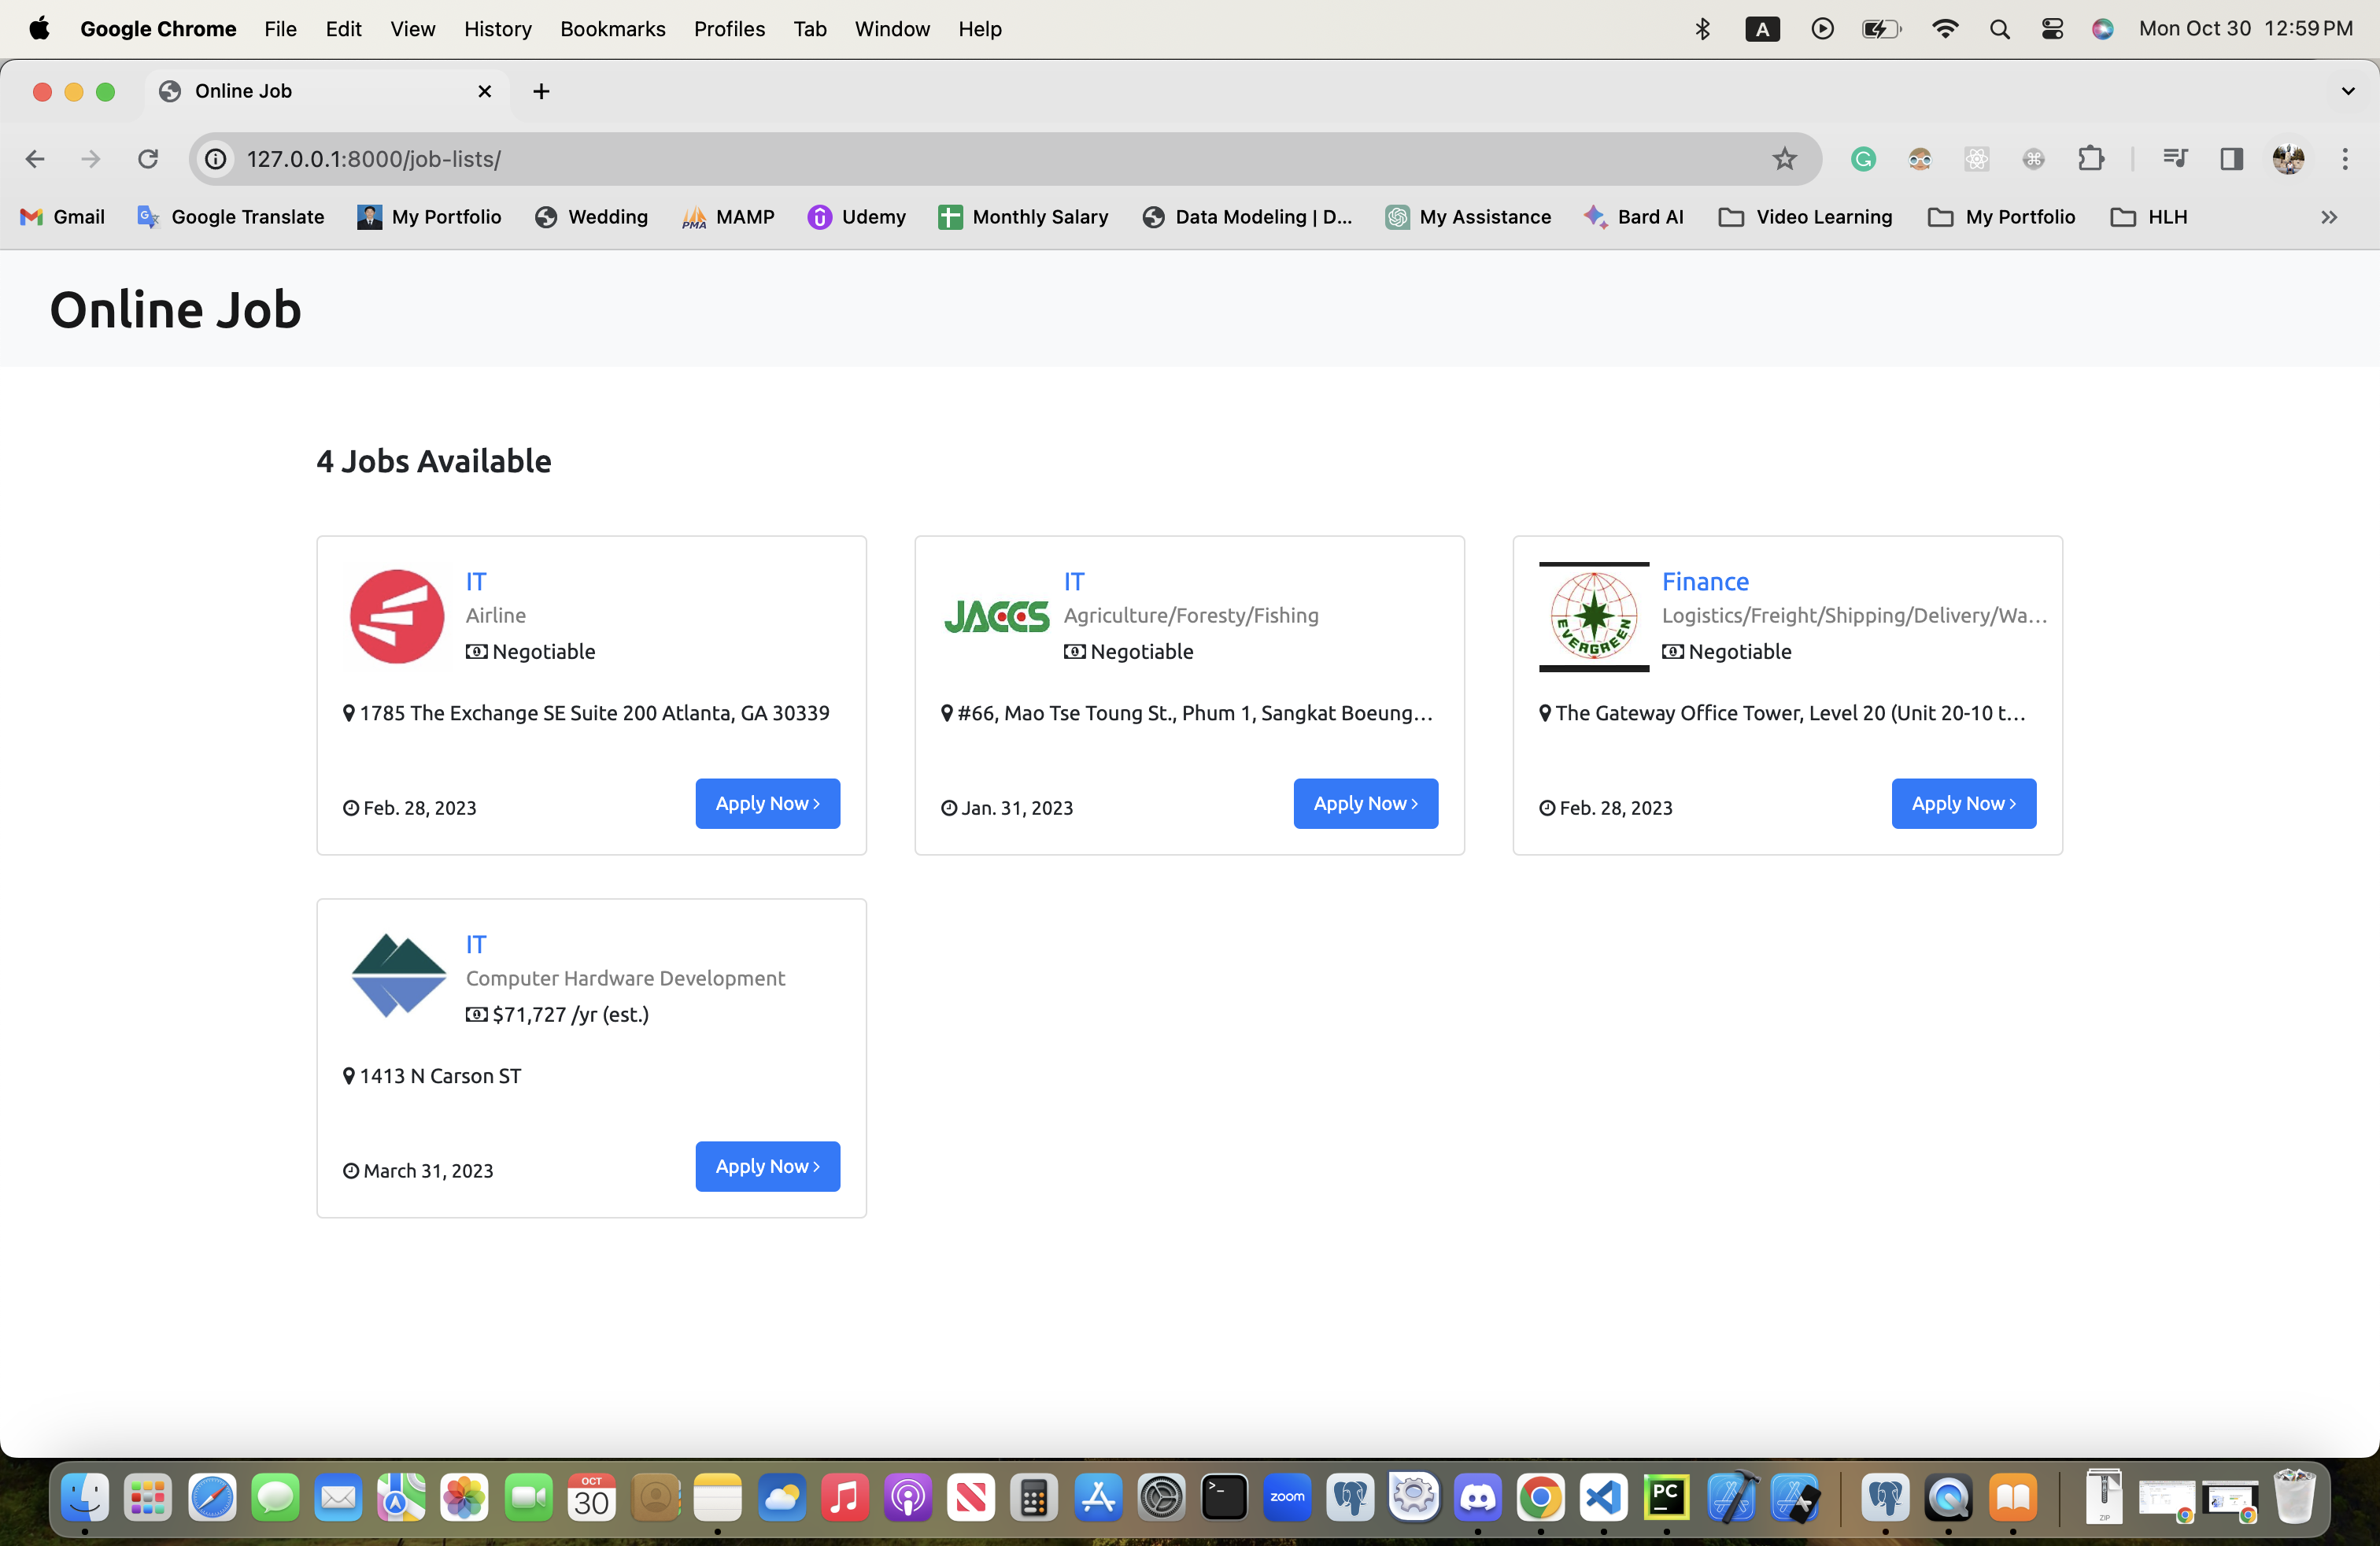 Google Chrome File Edit View History Bookmarks Profiles Tab Window Help A Mon Oct 30 12:59 PM
Online Job
127.0.0.1:8000/job-lists/
Gmail Google Translate My Portfolio Wedding MAMP Udemy Monthly Salary Data Modeling | D... My Assistance Bard AI Video Learning My Portfolio HLH
Online Job
4 Jobs Available
IT
Airline
Negotiable
1785 The Exchange SE Suite 200 Atlanta, GA 30339
Feb. 28, 2023
Apply Now
IT
JACCS
Agriculture/Foresty/Fishing
Negotiable
#66, Mao Tse Toung St., Phum 1, Sangkat Boeung...
Jan. 31, 2023
Apply Now
Finance
EVERGREEN
Logistics/Freight/Shipping/Delivery/Wa...
Negotiable
The Gateway Office Tower, Level 20 (Unit 20-10 t...
Feb. 28, 2023
Apply Now
IT
Computer Hardware Development
$71,727 /yr (est.)
1413 N Carson ST
March 31, 2023
Apply Now
OCT
30
zoom
PC
ZIP